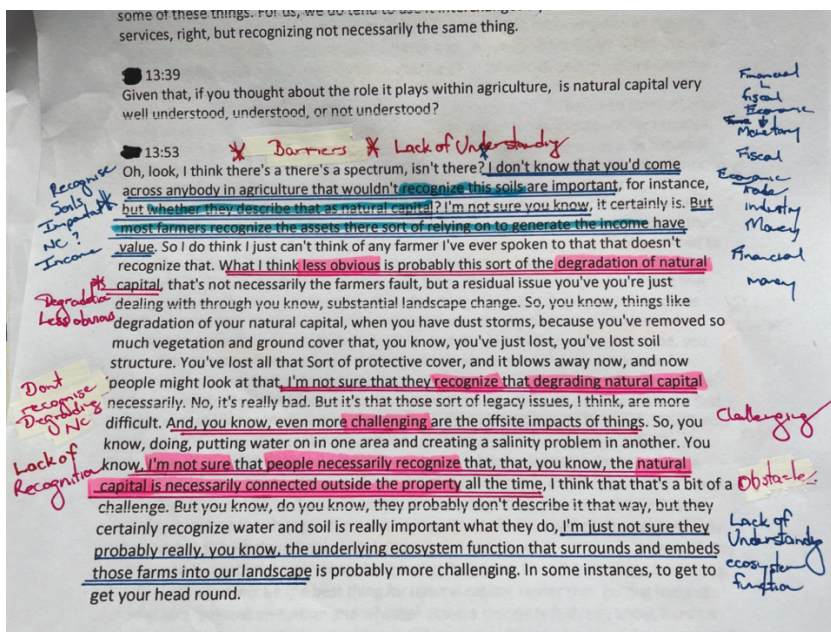 some of these things. For us, we do tend to use it interchangeably
services, right, but recognizing not necessarily the same thing.
13:39
Given that, if you thought about the role it plays within agriculture, is natural capital very
well understood, understood, or not understood?
13:53
* Barriers * Lack of Understandig
Oh, look, I think there's a there's a spectrum, isn't there? I don't know that you'd come
across anybody in agriculture that wouldn't recognize this soils are important, for instance,
but whether they describe that as natural capital? I'm not sure you know, it certainly is. But
most farmers recognize the assets there sort of relying on to generate the income have
value. So I do think I just can't think of any farmer I've ever spoken to that that doesn't
recognize that. What I think less obvious is probably this sort of the degradation of natural
capital, that's not necessarily the farmers fault, but a residual issue you've you're just
dealing with through you know, substantial landscape change. So, you know, things like
degradation of your natural capital, when you have dust storms, because you've removed so
much vegetation and ground cover that, you know, you've just lost, you've lost soil
structure. You've lost all that Sort of protective cover, and it blows away now, and now
people might look at that, I'm not sure that they recognize that degrading natural capital
necessarily. No, it's really bad. But it's that those sort of legacy issues, I think, are more
difficult. And, you know, even more challenging are the offsite impacts of things. So, you
know, doing, putting water on in one area and creating a salinity problem in another. You
know, I'm not sure that people necessarily recognize that, that, you know, the natural
capital is necessarily connected outside the property all the time, I think that that's a bit of a
challenge. But you know, do you know, they probably don't describe it that way, but they
certainly recognize water and soil is really important what they do, I'm just not sure they
probably really, you know, the underlying ecosystem function that surrounds and embeds
those farms into our landscape is probably more challenging. In some instances, to get to
get your head round.
Recognise
Soils
Important
NC?
Income
Degradation
Less obvious
Dont
recognise
Degrading
NC
Lack of
Recognition
Financial
fiscal
Economic
Monetary
Fiscal
Economic
Trade
industry
Money
Financial
money
Challenging
Obstacles
Lack of
Understandig
ecosystem
function